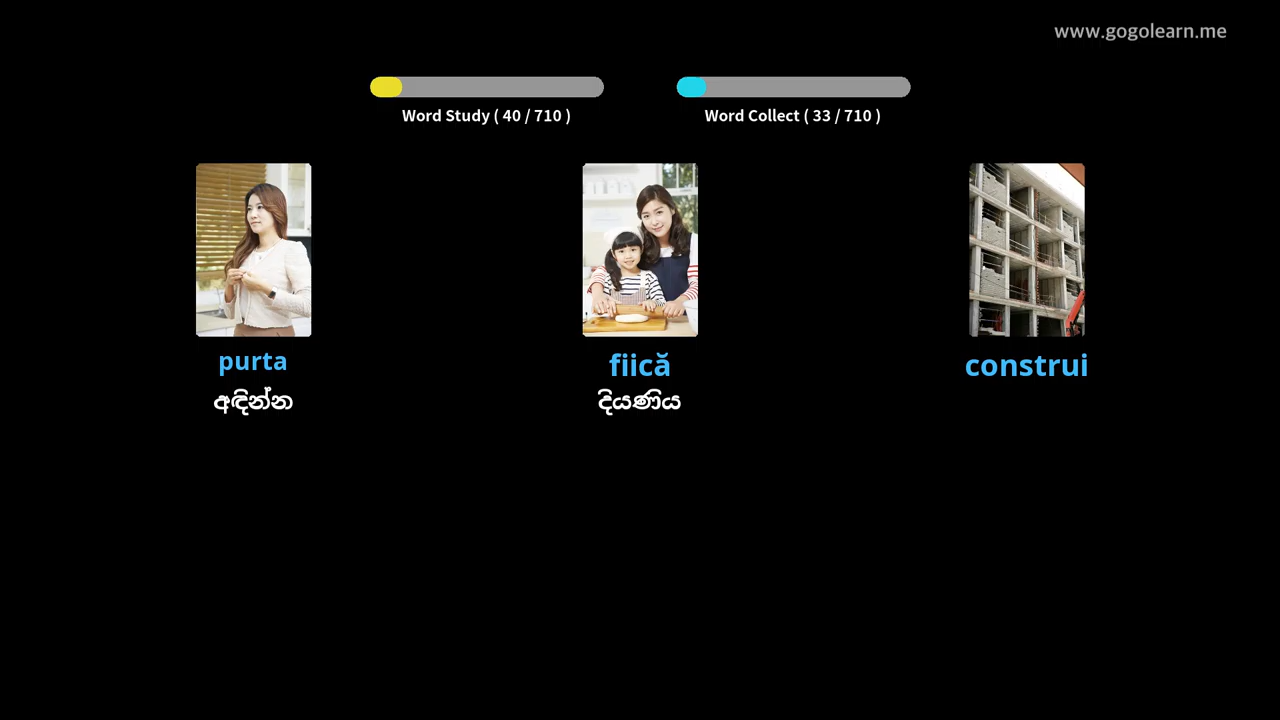 www.gogolearn.me
Word Study ( 40 / 710 )
Word Collect ( 33 / 710 )
purta
අඳින්න
fiică
දියණිය
construi